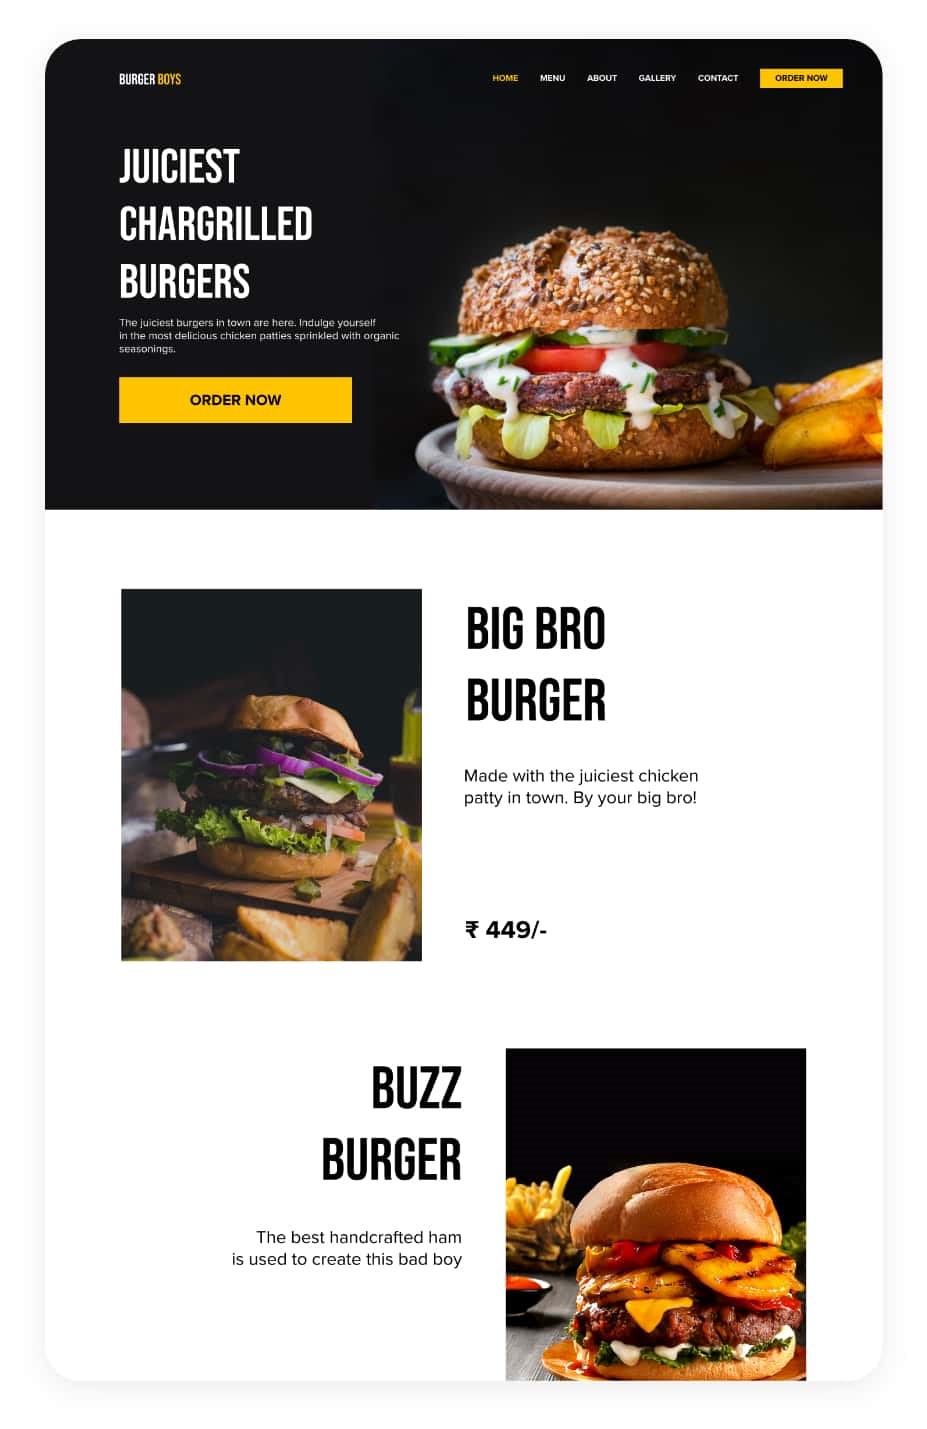 BURGER BOYS
HOME MENU ABOUT GALLERY CONTACT ORDER NOW
JUICIEST
CHARGRILLED
BURGERS
The juiciest burgers in town are here. Indulge yourself
in the most delicious chicken patties sprinkled with organic
seasonings.
ORDER NOW
BIG BRO
BURGER
Made with the juiciest chicken
patty in town. By your big bro!
₹ 449/-
BUZZ
BURGER
The best handcrafted ham
is used to create this bad boy